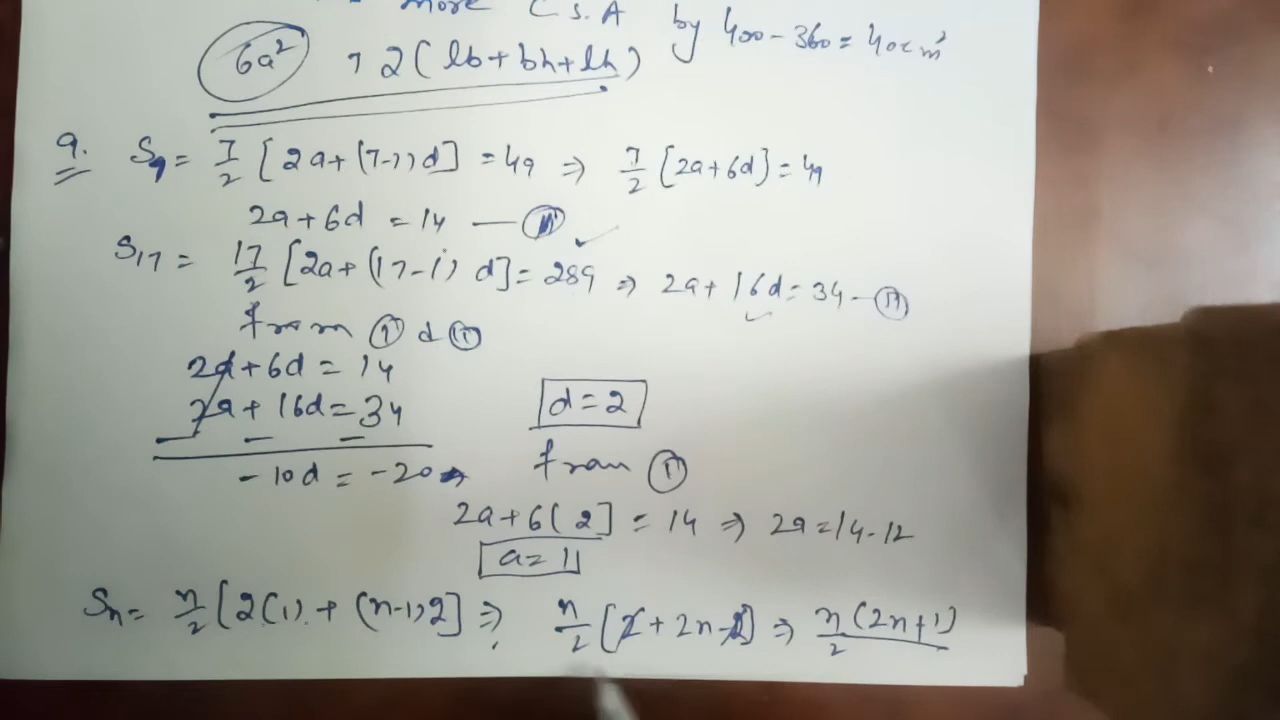 more C.S.A by 400-360 = 40cm²
6a² 7 2(lb+bh+lh)
9. S₇ = 7/2 [2a+(7-1)d] = 49 ⇒ 7/2 [2a+6d] = 49
2a+6d = 14 —
S₁₇ = 17/2 [2a+(17-1)d] = 289 ⇒ 2a+16d = 34 - (II)
from (I) d (II)
2a+6d = 14
2a+16d = 34
-10d = -20
d=2
from (I)
2a+6(2] = 14 ⇒ 2a=14-12
a=1
Sn = n/2 [2(1)+(n-1)2] ⇒ n/2 [2+2n-2] ⇒ n(2n+1)/2